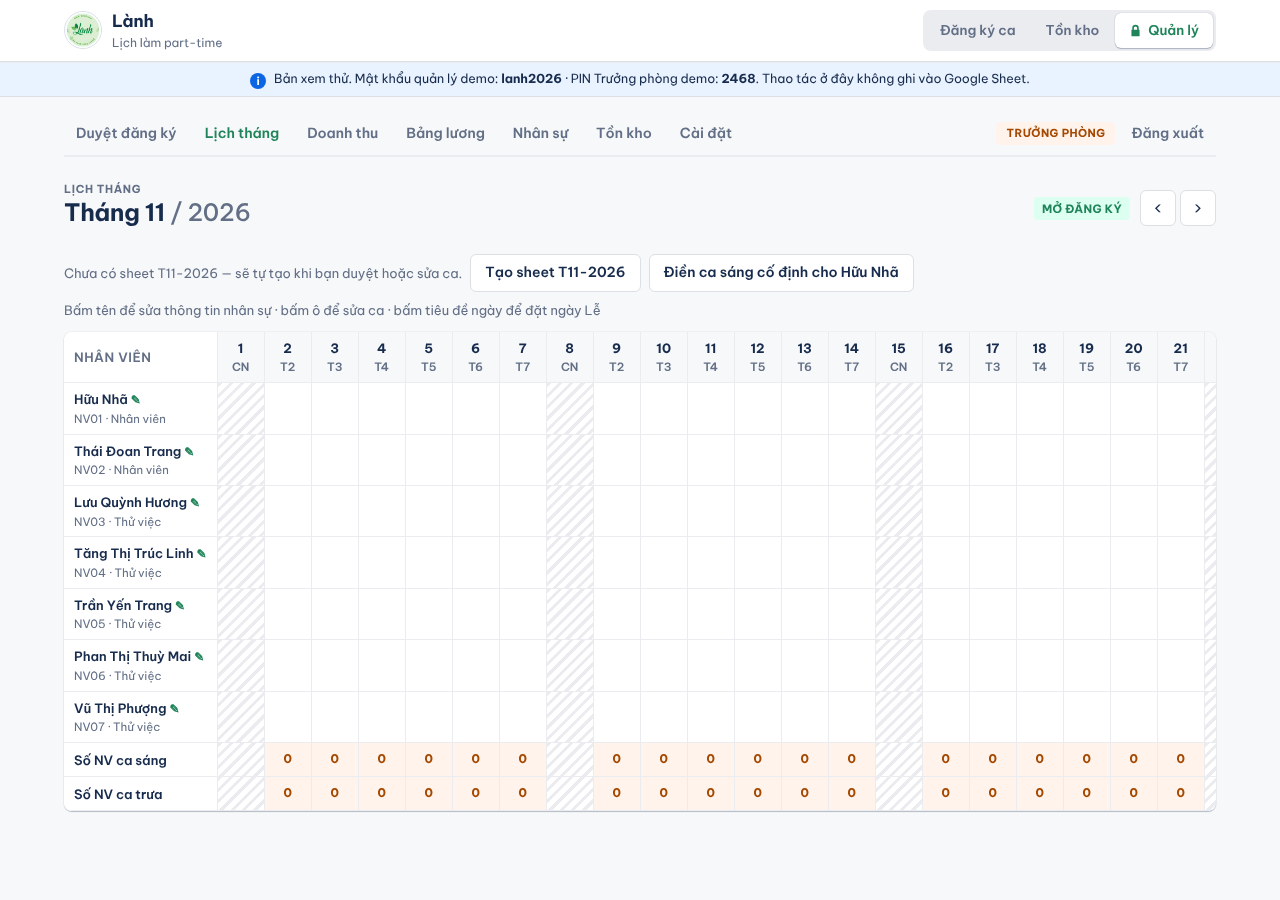 Lành
Lành
Lịch làm part-time
Đăng ký ca
Tồn kho
Quản lý
Bản xem thử. Mật khẩu quản lý demo: lanh2026 · PIN Trưởng phòng demo: 2468. Thao tác ở đây không ghi vào Google Sheet.
Duyệt đăng ký
Lịch tháng
Doanh thu
Bảng lương
Nhân sự
Tồn kho
Cài đặt
TRƯỞNG PHÒNG
Đăng xuất
LỊCH THÁNG
Tháng 11 / 2026
MỞ ĐĂNG KÝ
Chưa có sheet T11-2026 — sẽ tự tạo khi bạn duyệt hoặc sửa ca.
Tạo sheet T11-2026
Điền ca sáng cố định cho Hữu Nhã
Bấm tên để sửa thông tin nhân sự · bấm ô để sửa ca · bấm tiêu đề ngày để đặt ngày Lễ
NHÂN VIÊN
1 2 3 4 5 6 7 8 9 10 11 12 13 14 15 16 17 18 19 20 21
CN T2 T3 T4 T5 T6 T7 CN T2 T3 T4 T5 T6 T7 CN T2 T3 T4 T5 T6 T7
Hữu Nhã
NV01 · Nhân viên
Thái Đoan Trang
NV02 · Nhân viên
Lưu Quỳnh Hương
NV03 · Thử việc
Tăng Thị Trúc Linh
NV04 · Thử việc
Trần Yến Trang
NV05 · Thử việc
Phan Thị Thuỳ Mai
NV06 · Thử việc
Vũ Thị Phượng
NV07 · Thử việc
Số NV ca sáng 0 0 0 0 0 0 0 0 0 0 0 0 0 0 0 0 0 0
Số NV ca trưa 0 0 0 0 0 0 0 0 0 0 0 0 0 0 0 0 0 0